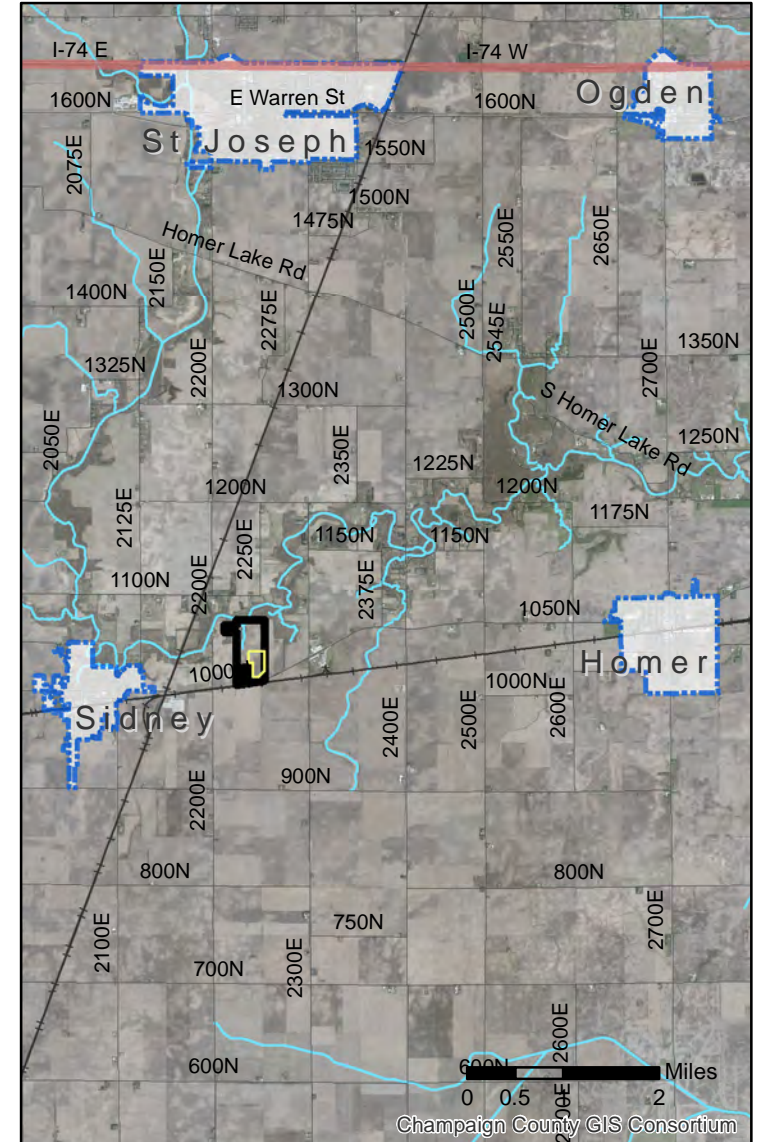 I-74 E
I-74 W
Ogden
1600N
E Warren St
1600N
St Joseph
1550N
2075E
1500N
1475N
Homer Lake Rd
2550E
2650E
2150E
1400N
2275E
2500E
2545E
1350N
1325N
2200E
2700E
1300N
S Homer Lake Rd
2050E
2350E
1250N
1225N
1200N
1200N
2125E
1175N
2250E
1150N
1150N
1100N
2200E
2375E
1050N
Homer
1000
1000N
Sidney
2400E
2500E
2600E
900N
2200E
800N
800N
2100E
750N
2700E
700N
2300E
2600E
600N
600N
Miles
0 0.5 1 2
Champaign County GIS Consortium